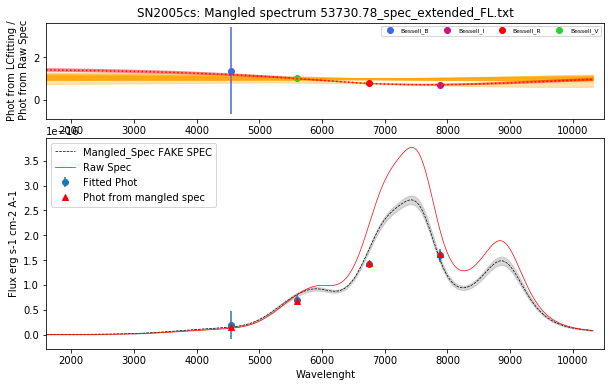 SN2005cs: Mangled spectrum 53730.78_spec_extended_FL.txt
Phot from LCfitting /
Phot from Raw Spec
2
0
Bessell_B
Bessell_I
Bessell_R
Bessell_V
2000 3000 4000 5000 6000 7000 8000 9000 10000
1e−16
Flux erg s-1 cm-2 A-1
3.5
3.0
2.5
2.0
1.5
1.0
0.5
0.0
Mangled_Spec FAKE SPEC
Raw Spec
Fitted Phot
Phot from mangled spec
2000 3000 4000 5000 6000 7000 8000 9000 10000
Wavelenght